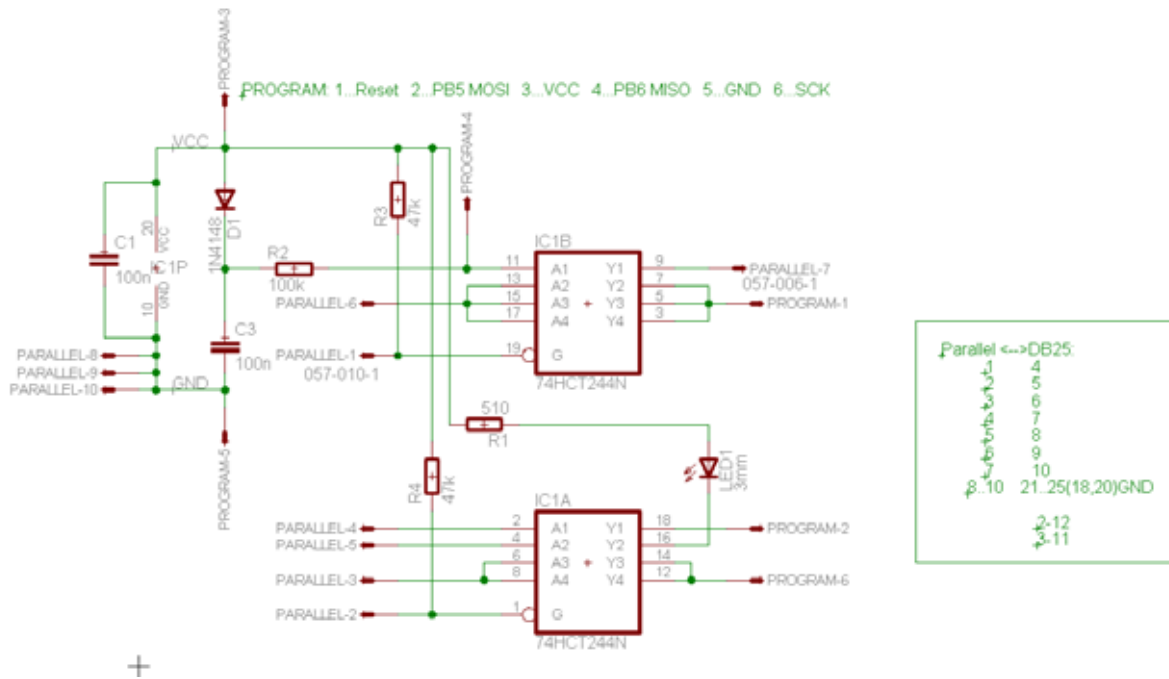 PROGRAM-3
PROGRAM: 1...Reset 2...PB5 MOSI 3...VCC 4...PB6 MISO 5...GND 6...SCK
VCC
PROGRAM-4
R3
47k
1N4148
D1
C1
100n
20
VCC
IC1P
10
GND
R2
100k
IC1B
11 A1 Y1 9
13 A2 Y2 7
15 A3 Y3 5
17 A4 Y4 3
19 G
74HCT244N
PARALLEL-7
057-006-1
PROGRAM-1
PARALLEL-6
C3
100n
PARALLEL-1
057-010-1
PARALLEL-8
PARALLEL-9
PARALLEL-10
GND
PROGRAM-5
510
R1
LED1
3mm
R4
47k
IC1A
2 A1 Y1 18
4 A2 Y2 16
6 A3 Y3 14
8 A4 Y4 12
1 G
74HCT244N
PARALLEL-4
PARALLEL-5
PARALLEL-3
PARALLEL-2
PROGRAM-2
PROGRAM-6
Parallel <-->DB25:
1 4
2 5
3 6
4 7
5 8
6 9
7 10
8..10 21..25(18,20)GND
2-12
3-11